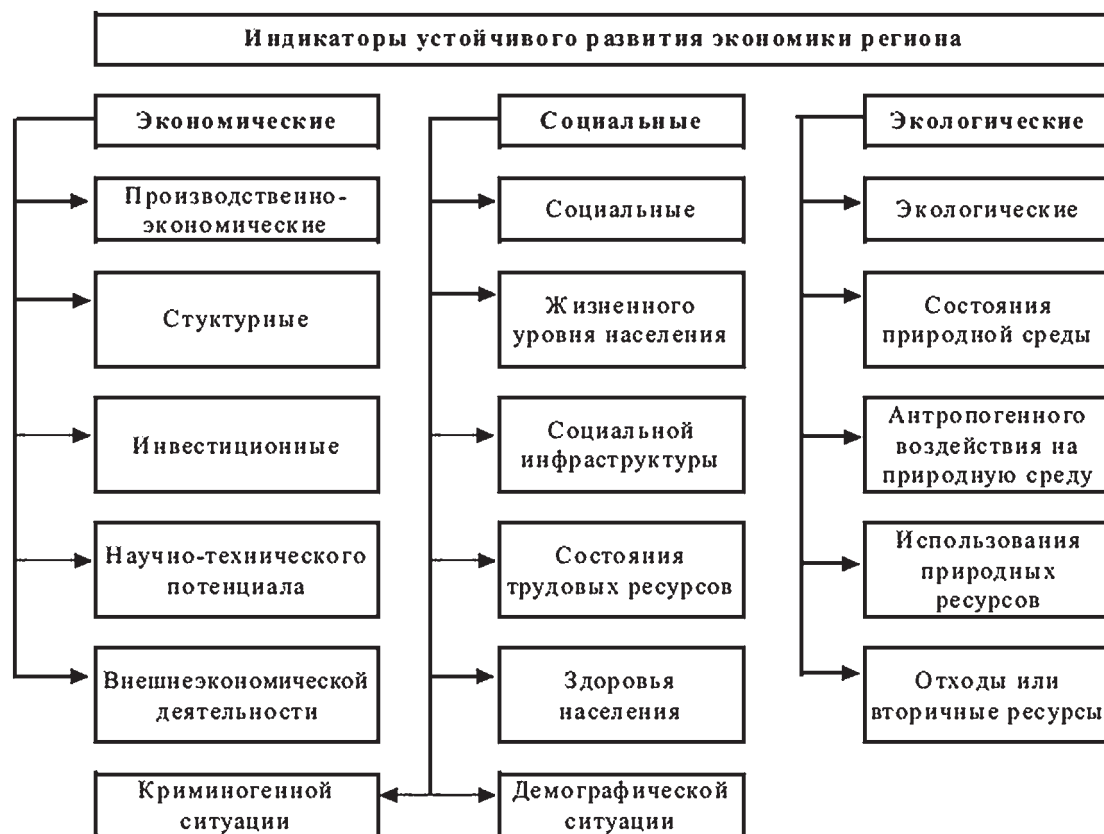 Индикаторы устойчивого развития экономики региона
Экономические
Производственно-
экономические
Стуктурные
Инвестиционные
Научно-технического
потенциала
Внешнеэкономической
деятельности
Криминогенной
ситуации
Социальные
Социальные
Жизненного
уровня населения
Социальной
инфраструктуры
Состояния
трудовых ресурсов
Здоровья
населения
Демографической
ситуации
Экологические
Экологические
Состояния
природной среды
Антропогенного
воздействия на
природную среду
Использования
природных
ресурсов
Отходы или
вторичные ресурсы